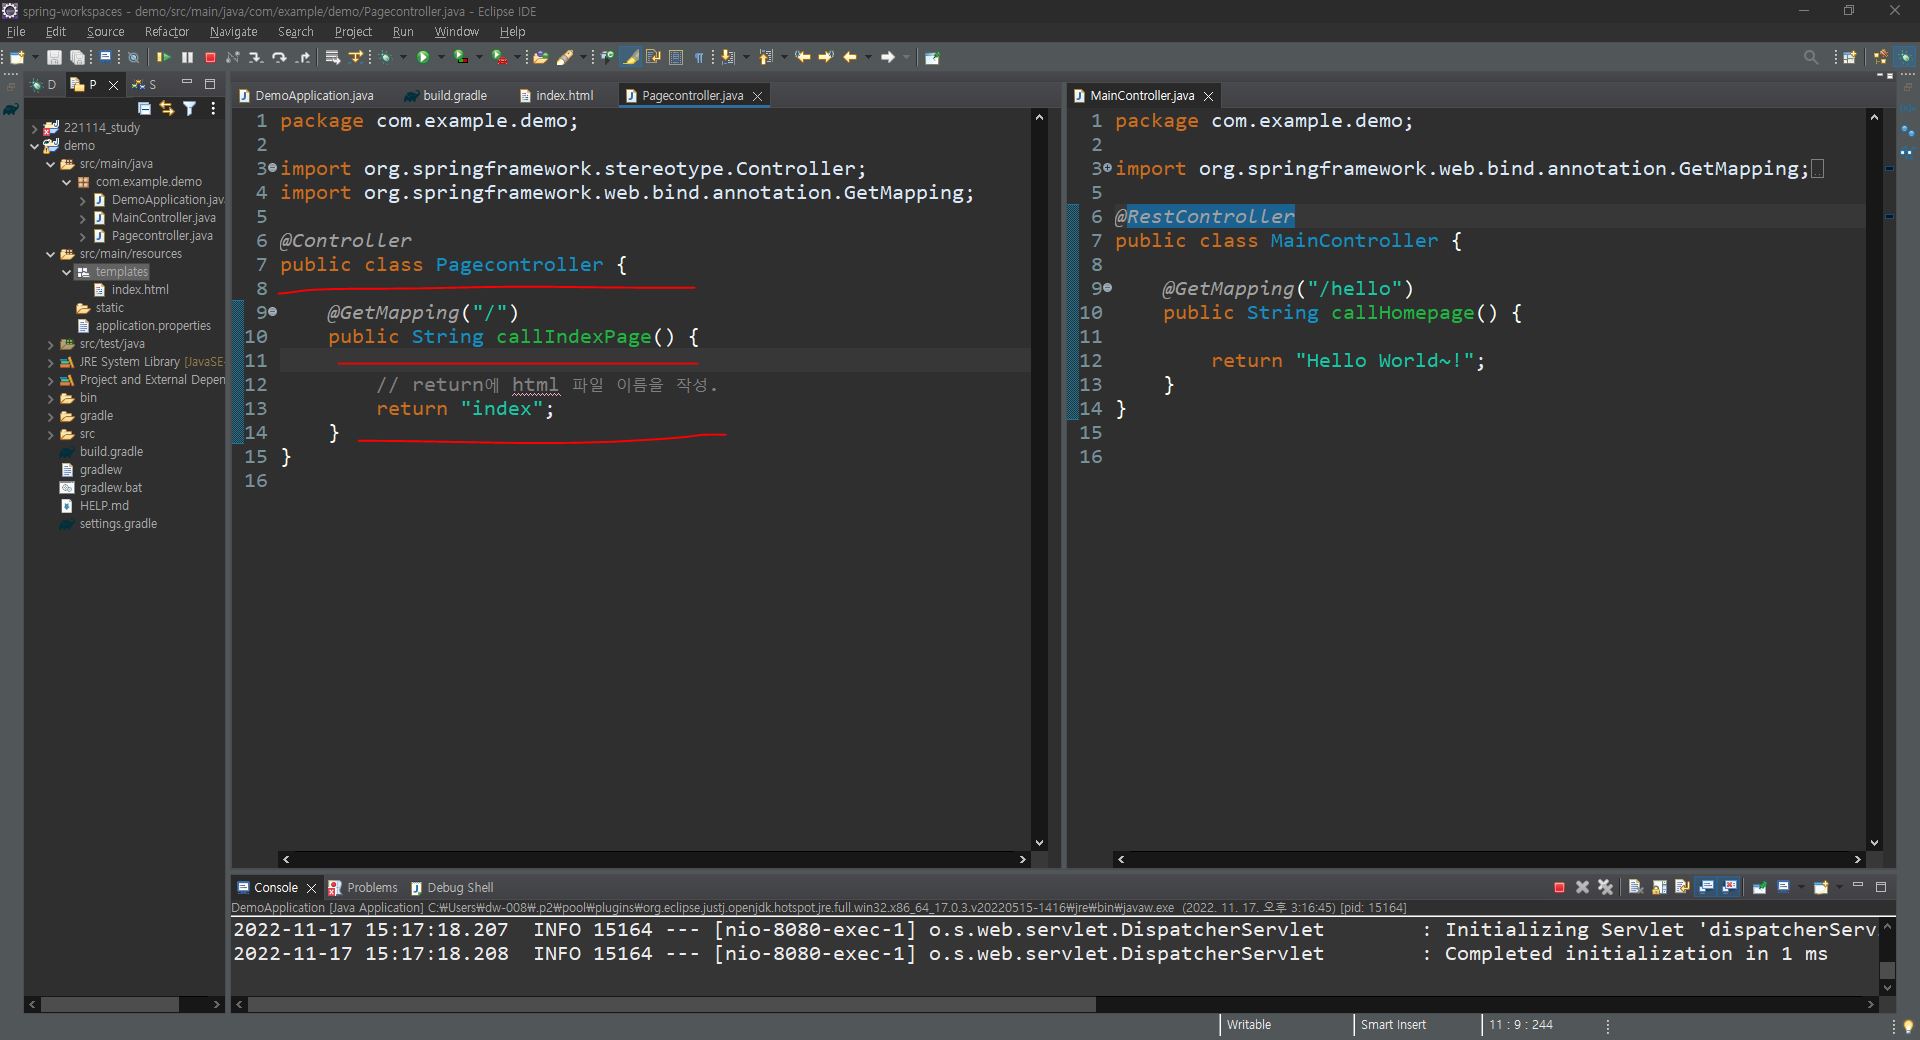 spring-workspaces - demo/src/main/java/com/example/demo/Pagecontroller.java - Eclipse IDE
File Edit Source Refactor Navigate Search Project Run Window Help
D P S
221114_study
demo
src/main/java
com.example.demo
DemoApplication.jav
MainController.java
Pagecontroller.java
src/main/resources
templates
index.html
static
application.properties
src/test/java
JRE System Library [JavaSE-
Project and External Depen
bin
gradle
src
build.gradle
gradlew
gradlew.bat
HELP.md
settings.gradle
DemoApplication.java build.gradle index.html Pagecontroller.java
1 package com.example.demo;
2
3 import org.springframework.stereotype.Controller;
4 import org.springframework.web.bind.annotation.GetMapping;
5
6 @Controller
7 public class Pagecontroller {
8
9 @GetMapping("/")
10 public String callIndexPage() {
11
12 // return에 html 파일 이름을 작성.
13 return "index";
14 }
15 }
16
MainController.java
1 package com.example.demo;
2
3 import org.springframework.web.bind.annotation.GetMapping;
5
6 @RestController
7 public class MainController {
8
9 @GetMapping("/hello")
10 public String callHomepage() {
11
12 return "Hello World~!";
13 }
14 }
15
16
Console Problems Debug Shell
DemoApplication [Java Application] C:₩Users₩dw-008₩.p2₩pool₩plugins₩org.eclipse.justj.openjdk.hotspot.jre.full.win32.x86_64_17.0.3.v20220515-1416₩jre₩bin₩javaw.exe (2022. 11. 17. 오후 3:16:45) [pid: 15164]
2022-11-17 15:17:18.207 INFO 15164 --- [nio-8080-exec-1] o.s.web.servlet.DispatcherServlet : Initializing Servlet 'dispatcherServ
2022-11-17 15:17:18.208 INFO 15164 --- [nio-8080-exec-1] o.s.web.servlet.DispatcherServlet : Completed initialization in 1 ms
Writable Smart Insert 11 : 9 : 244